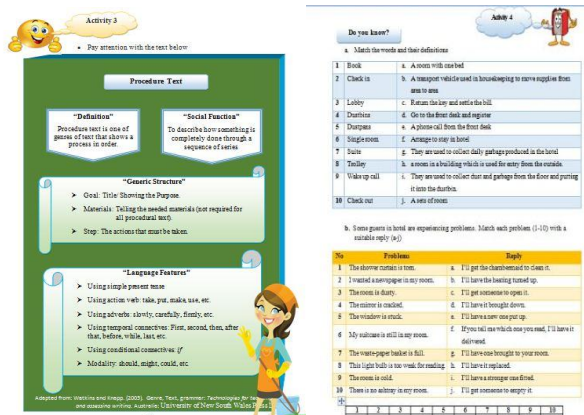 Activity 3
• Pay attention with the text below
Procedure Text
“Definition”
Procedure text is one of
genres of text that shows a
process in order.
“Social Function”
To describe how something is
completely done through a
sequence of series
“Generic Structure”
➤ Goal: Title/ Showing the Purpose.
➤ Materials: Telling the needed materials (not required for
all procedural text).
➤ Step: The actions that must be taken.
“Language Features”
➤ Using simple present tense
➤ Using action verb: take, put, make, use, etc.
➤ Using adverbs: slowly, carefully, firmly, etc.
➤ Using temporal connectives: First, second, then, after
that, before, while, last, etc.
➤ Using conditional connectives: if
➤ Modality: should, might, could, etc.
Adapted from: Watkins and Knapp. (2005). Genre, Text, grammar: Technologies for
and assessing writing. Australia: University of New South Wales Press
Activity 4
Do you know?
a. Match the words and their definitions
1 Book a. A room with one bed
2 Check in b. A transport vehicle used in housekeeping to move supplies from
area to area
3 Lobby c. Return the key and settle the bill
4 Dustbins d. Go to the front desk and register
5 Dustpans e. A phone call from the front desk
6 Single room f. Arrange to stay in hotel
7 Suite g. They are used to collect daily garbage produced in the hotel
8 Trolley h. a room in a building which is used for entry from the outside.
9 Wake up call i. They are used to collect dust and garbage from the floor and putting
it into the dustbin.
10 Check out j. A sets of room
b. Some guests in hotel are experiencing problems. Match each problem (1-10) with a
suitable reply (a-j)
No Problems Reply
1 The shower curtain is torn. a. I'll get the chambermaid to clean it.
2 I wanted a newspaper in my room. b. I'll have the heating turned up.
3 The room is dusty. c. I'll get someone to open it.
4 The mirror is cracked. d. I'll have it brought down.
5 The window is stuck. e. I'll have a new one put up.
6 My suitcase is still in my room. f. If you tell me which one you read, I'll have it
delivered.
7 The waste-paper basket is full. g. I'll have one brought to your room.
8 This light bulb is too weak for reading. h. I'll have it replaced.
9 The room is cold. i. I'll have a stronger one fitted.
10 There is no ashtray in my room. j. I'll get someone to empty it.
1 2 3 4 5 6 7 8 9 10